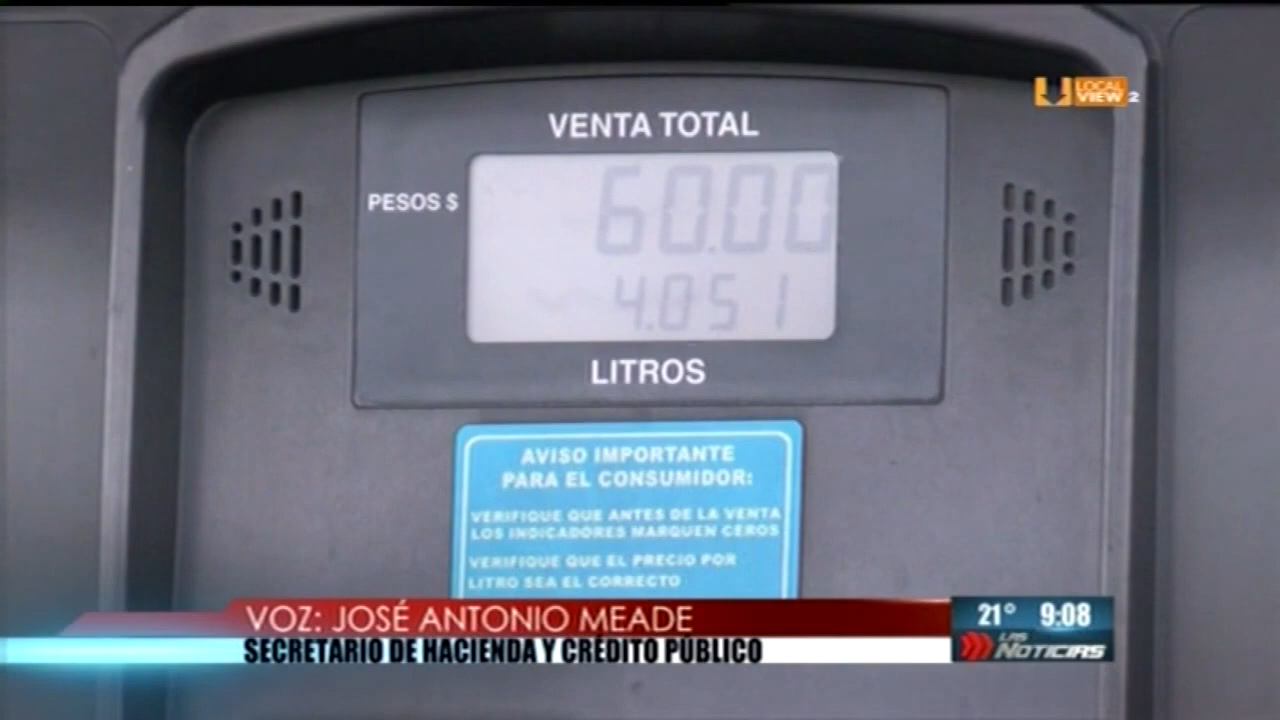 LOCAL
VIEW 2
VENTA TOTAL
PESOS $
60.00
4.051
LITROS
AVISO IMPORTANTE
PARA EL CONSUMIDOR:
VERIFIQUE QUE ANTES DE LA VENTA
LOS INDICADORES MARQUEN CEROS
VERIFIQUE QUE EL PRECIO POR
LITRO SEA EL CORRECTO
VOZ: JOSÉ ANTONIO MEADE
SECRETARIO DE HACIENDA Y CRÉDITO PÚBLICO
21° 9:08
LAS
NOTICIAS